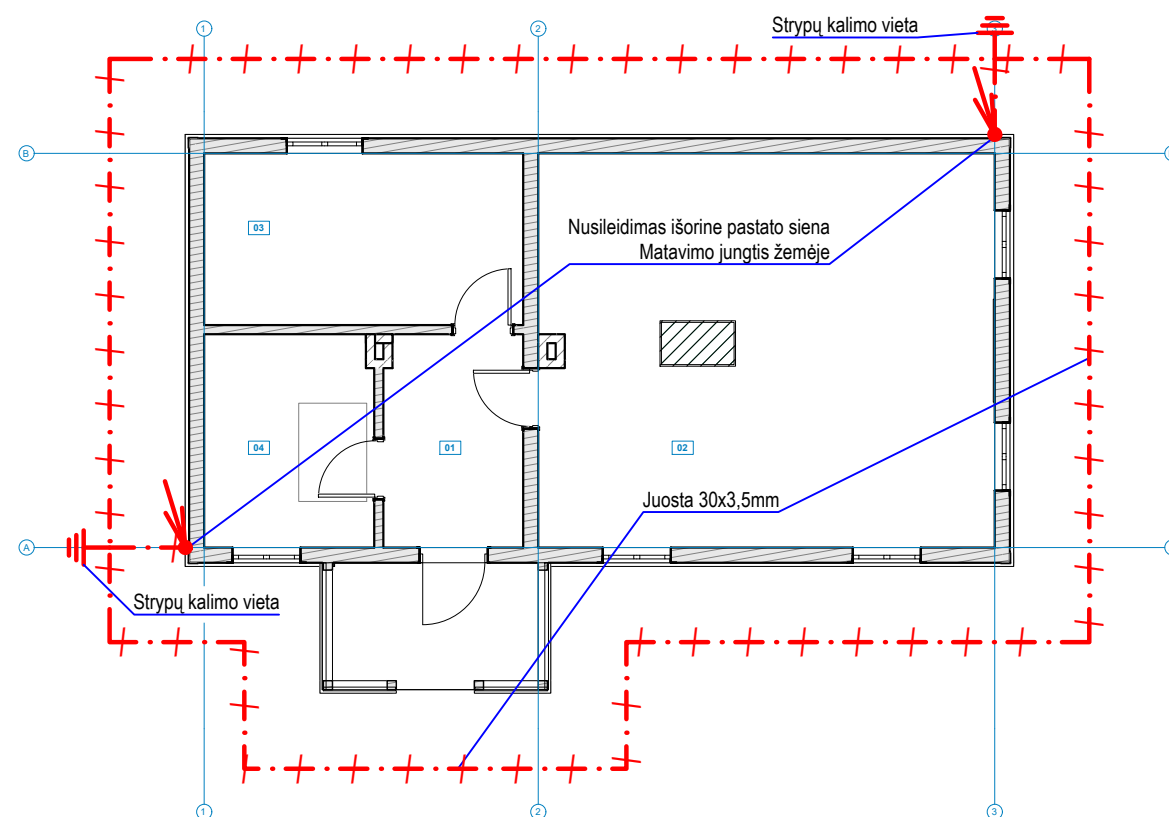 1
2
Strypų kalimo vieta
B
03
Nusileidimas išorine pastato siena
Matavimo jungtis žemėje
04
01
02
Juosta 30x3,5mm
A
Strypų kalimo vieta
1
2
3